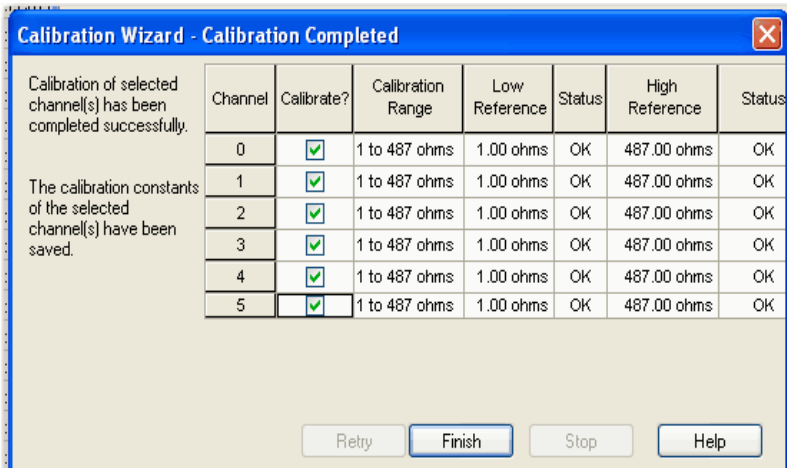 Calibration Wizard - Calibration Completed
Calibration of selected
channel(s) has been
completed successfully.
The calibration constants
of the selected
channel(s) have been
saved.
Channel Calibrate? Calibration Range Low Reference Status High Reference Status
0 1 to 487 ohms 1.00 ohms OK 487.00 ohms OK
1 1 to 487 ohms 1.00 ohms OK 487.00 ohms OK
2 1 to 487 ohms 1.00 ohms OK 487.00 ohms OK
3 1 to 487 ohms 1.00 ohms OK 487.00 ohms OK
4 1 to 487 ohms 1.00 ohms OK 487.00 ohms OK
5 1 to 487 ohms 1.00 ohms OK 487.00 ohms OK
Retry Finish Stop Help